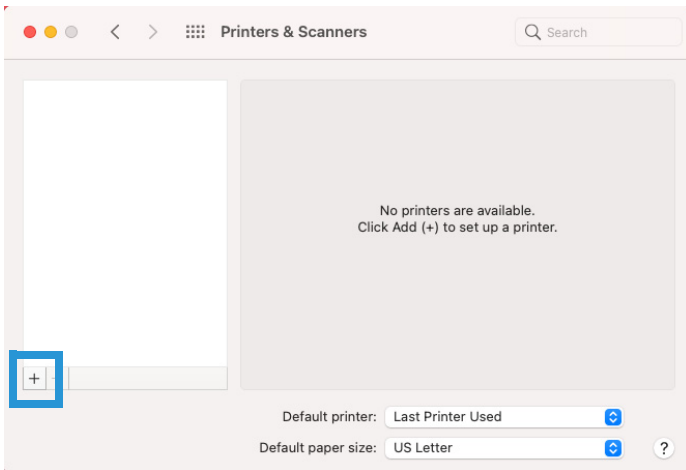 Printers & Scanners
Search
No printers are available.
Click Add (+) to set up a printer.
+
Default printer: Last Printer Used
Default paper size: US Letter
?